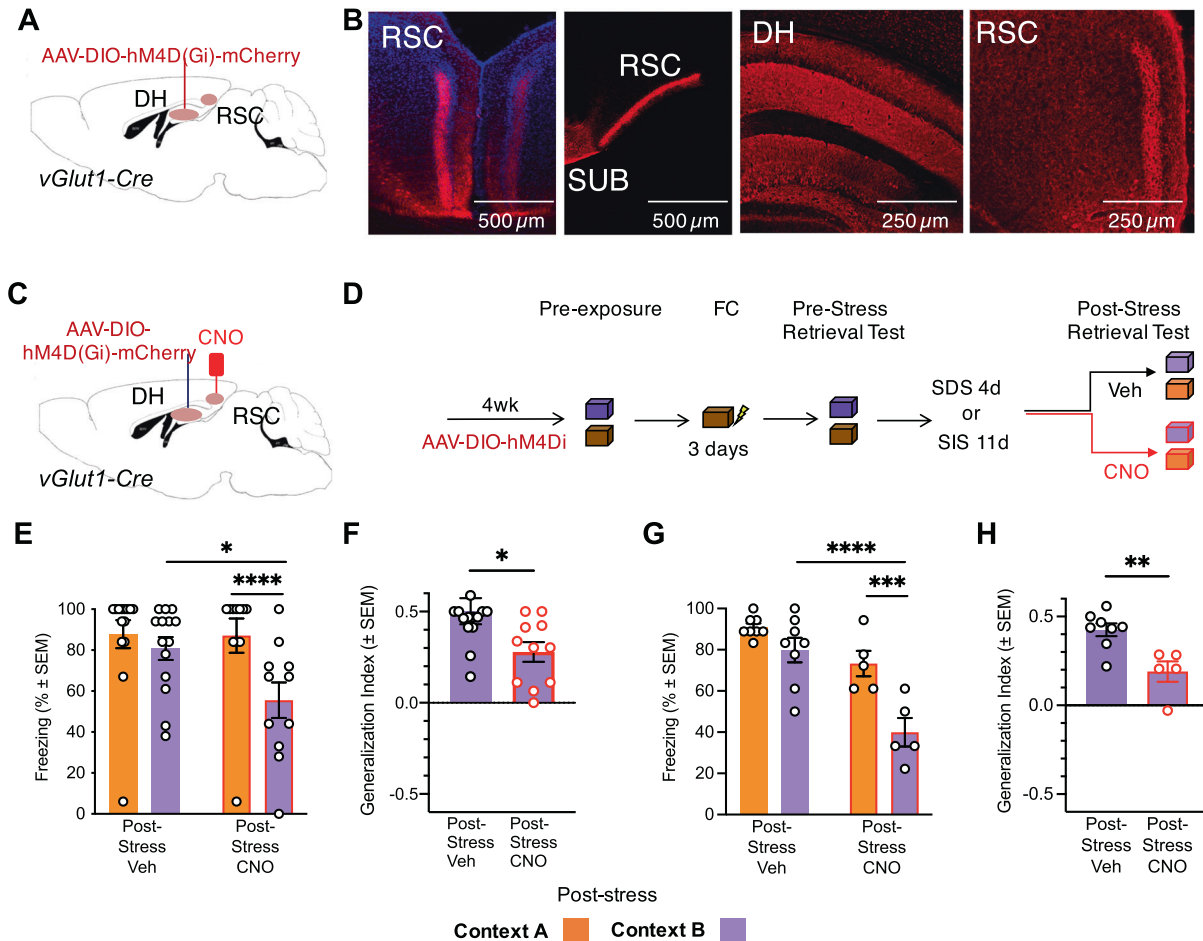 A
AAV-DIO-hM4D(Gi)-mCherry
DH
RSC
vGlut1-Cre
B
RSC
500 µm
RSC
SUB
500 µm
DH
250 µm
RSC
250 µm
C
AAV-DIO-
hM4D(Gi)-mCherry
CNO
DH
RSC
vGlut1-Cre
D
Pre-exposure
FC
Pre-Stress
Retrieval Test
Post-Stress
Retrieval Test
4wk
AAV-DIO-hM4Di
3 days
SDS 4d
or
SIS 11d
Veh
CNO
E
*
****
Freezing (% ± SEM)
100
80
60
40
20
0
Post-
Stress
Veh
Post-
Stress
CNO
F
*
Generalization Index (± SEM)
0.5
0.0
-0.5
Post-
Stress
Veh
Post-
Stress
CNO
G
****
***
Freezing (% ± SEM)
100
80
60
40
20
0
Post-
Stress
Veh
Post-
Stress
CNO
H
**
Generalization Index (± SEM)
0.5
0.0
-0.5
Post-
Stress
Veh
Post-
Stress
CNO
Post-stress
Context A
Context B